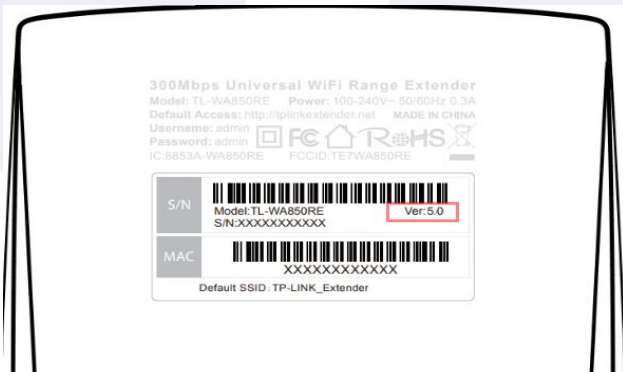 300Mbps Universal WiFi Range Extender
Model: TL-WA850RE Power: 100-240V~ 50/60Hz 0.3A
Default Access: http://tplinkextender.net MADE IN CHINA
Username: admin
Password: admin FC RoHS
IC:8853A-WA850RE FCCID:TE7WA850RE
S/N
Model:TL-WA850RE Ver:5.0
S/N:XXXXXXXXXXX
MAC
XXXXXXXXXXXX
Default SSID: TP-LINK_Extender